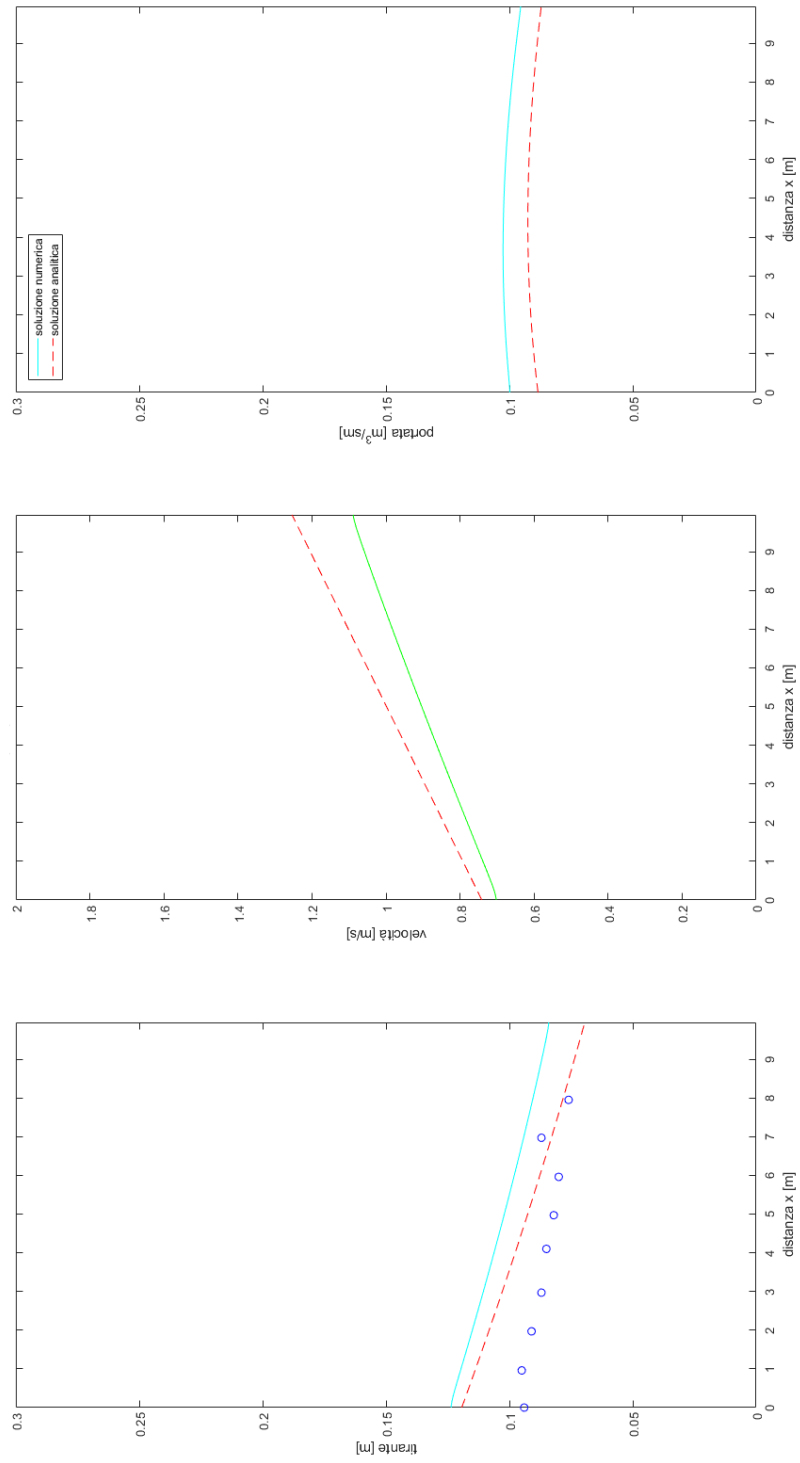 0.3
0.25
0.2
0.15
0.1
0.05
0
tirante [m]
0 1 2 3 4 5 6 7 8 9
distanza x [m]
2
1.8
1.6
1.4
1.2
1
0.8
0.6
0.4
0.2
0
velocità [m/s]
0 1 2 3 4 5 6 7 8 9
distanza x [m]
0.3
0.25
0.2
0.15
0.1
0.05
0
portata [m³/sm]
soluzione numerica
soluzione analitica
0 1 2 3 4 5 6 7 8 9
distanza x [m]